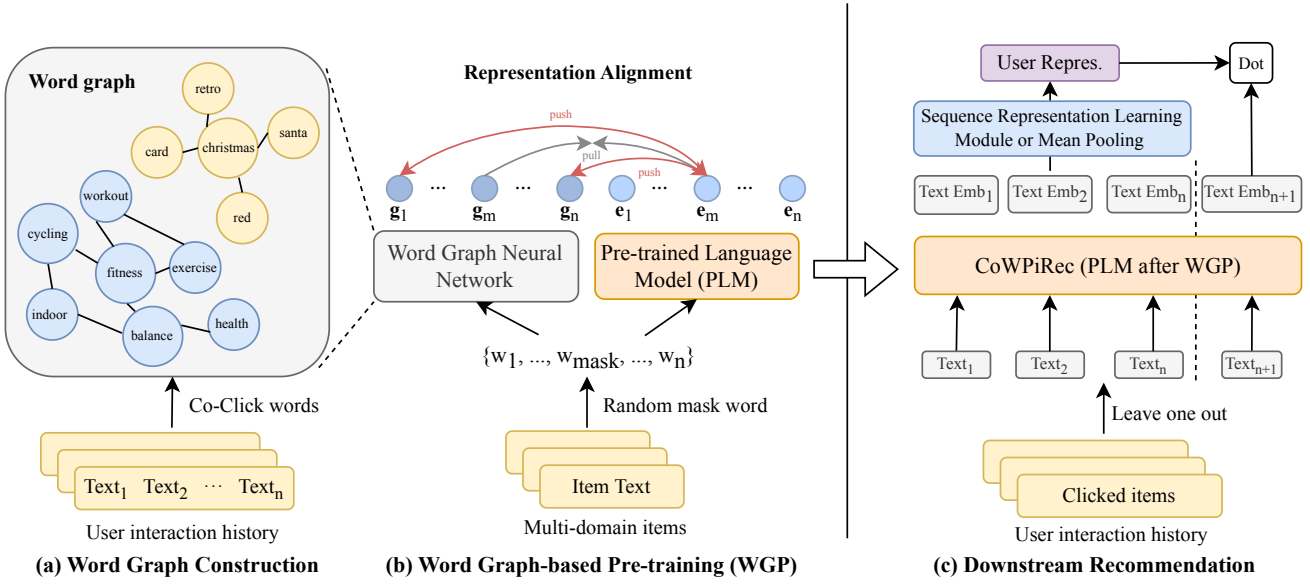 Word graph
retro
santa
card
christmas
red
workout
cycling
fitness
exercise
indoor
balance
health
Co-Click words
Text1 Text2 ··· Textn
User interaction history
(a) Word Graph Construction
Representation Alignment
push
pull
push
g1 ··· gm ··· gn e1 ··· em ··· en
Word Graph Neural
Network
Pre-trained Language
Model (PLM)
{w1, ..., wmask, ..., wn}
Random mask word
Item Text
Multi-domain items
(b) Word Graph-based Pre-training (WGP)
User Repres.
Dot
Sequence Representation Learning
Module or Mean Pooling
Text Emb1 Text Emb2 Text Embn Text Embn+1
CoWPiRec (PLM after WGP)
Text1 Text2 Textn Textn+1
Leave one out
Clicked items
User interaction history
(c) Downstream Recommendation